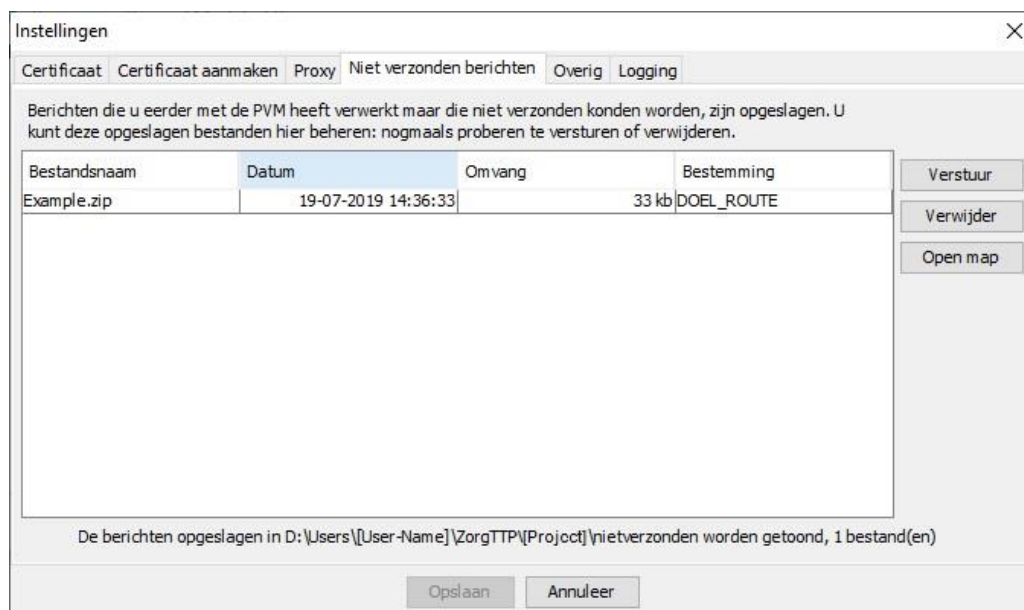 Instellingen
Certificaat Certificaat aanmaken Proxy Niet verzonden berichten Overig Logging
Berichten die u eerder met de PVM heeft verwerkt maar die niet verzonden konden worden, zijn opgeslagen. U
kunt deze opgeslagen bestanden hier beheren: nogmaals proberen te versturen of verwijderen.
Bestandsnaam Datum Omvang Bestemming
Example.zip 19-07-2019 14:36:33 33 kb DOEL_ROUTE
Verstuur
Verwijder
Open map
De berichten opgeslagen in D:\Users\[User-Name]\ZorgTTP\[Project]\nietverzonden worden getoond, 1 bestand(en)
Opslaan Annuleer